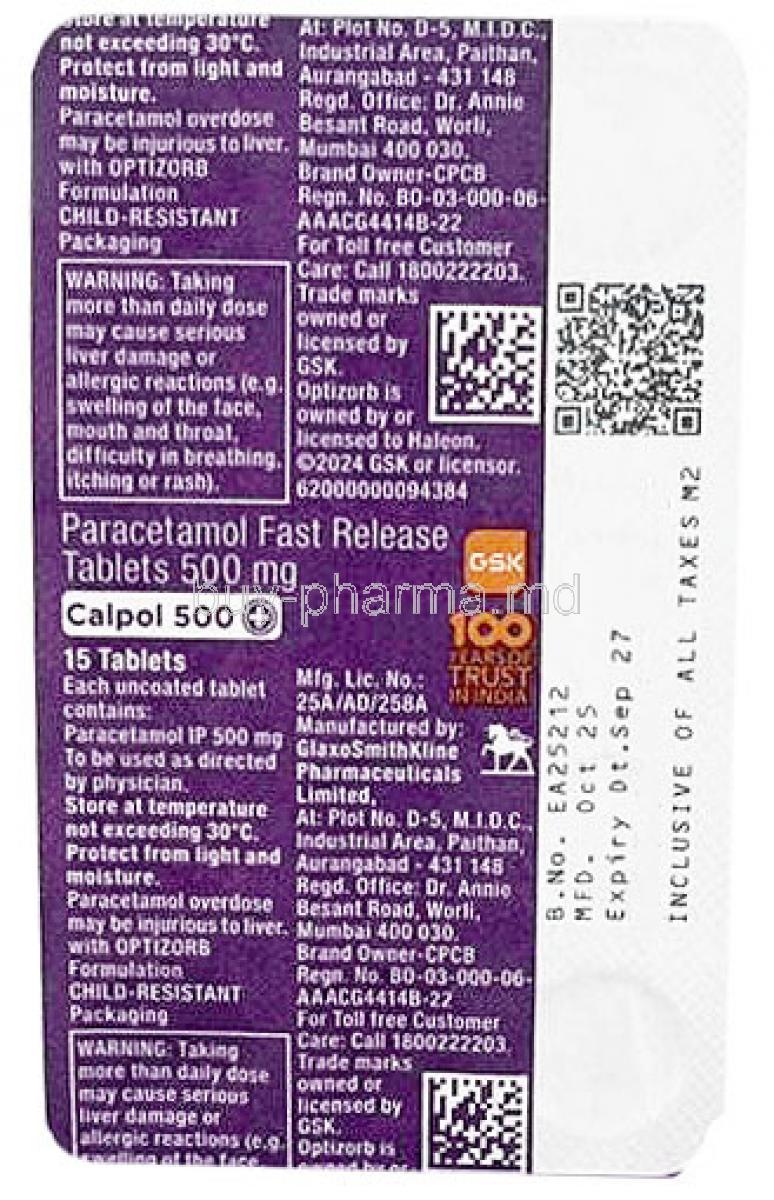 Store at temperature
not exceeding 30°C.
Protect from light and
moisture.
Paracetamol overdose
may be injurious to liver.
with OPTIZORB
Formulation
CHILD-RESISTANT
Packaging
WARNING: Taking
more than daily dose
may cause serious
liver damage or
allergic reactions (e.g.
swelling of the face,
mouth and throat,
difficulty in breathing,
itching or rash).
At: Plot No. D-5, M.I.D.C.,
Industrial Area, Paithan,
Aurangabad - 431 148
Regd. Office: Dr. Annie
Besant Road, Worli,
Mumbai 400 030.
Brand Owner-CPCB
Regn. No. BO-03-000-06-
AAACG4414B-22
For Toll free Customer
Care: Call 1800222203.
Trade marks
owned or
licensed by
GSK.
Optizorb is
owned by or
licensed to Haleon.
©2024 GSK or licensor.
62000000094384
Paracetamol Fast Release
Tablets 500 mg
GSK
buy-pharma.md
Calpol 500
100
YEARS OF
TRUST
IN INDIA
15 Tablets
Each uncoated tablet
contains:
Paracetamol IP 500 mg
To be used as directed
by physician.
Store at temperature
not exceeding 30°C.
Protect from light and
moisture.
Paracetamol overdose
may be injurious to liver.
with OPTIZORB
Formulation
CHILD-RESISTANT
Packaging
WARNING: Taking
more than daily dose
may cause serious
liver damage or
allergic reactions (e.g.
swelling of the face
Mfg. Lic. No.:
25A/AD/258A
Manufactured by:
GlaxoSmithKline
Pharmaceuticals
Limited,
At: Plot No. D-5, M.I.D.C.,
Industrial Area, Paithan,
Aurangabad - 431 148
Regd. Office: Dr. Annie
Besant Road, Worli,
Mumbai 400 030.
Brand Owner-CPCB
Regn. No. BO-03-000-06-
AAACG4414B-22
For Toll free Customer
Care: Call 1800222203.
Trade marks
owned or
licensed by
GSK.
Optizorb is
owned by or
B.No. EA25212
MFD. Oct 25
Expiry Dt.Sep 27
INCLUSIVE OF ALL TAXES M2